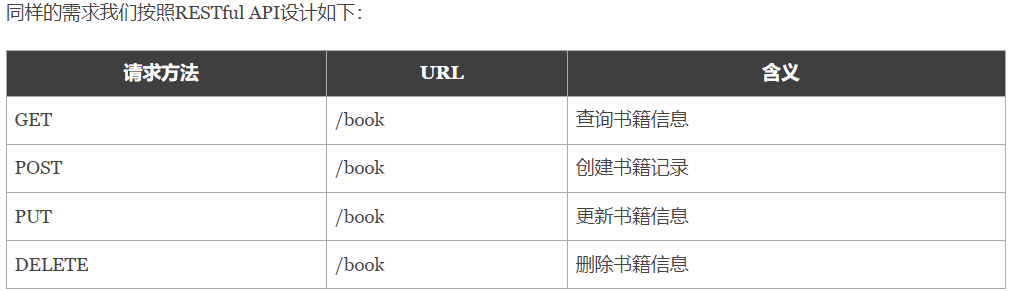 同样的需求我们按照RESTful API设计如下：
请求方法 URL 含义
GET /book 查询书籍信息
POST /book 创建书籍记录
PUT /book 更新书籍信息
DELETE /book 删除书籍信息